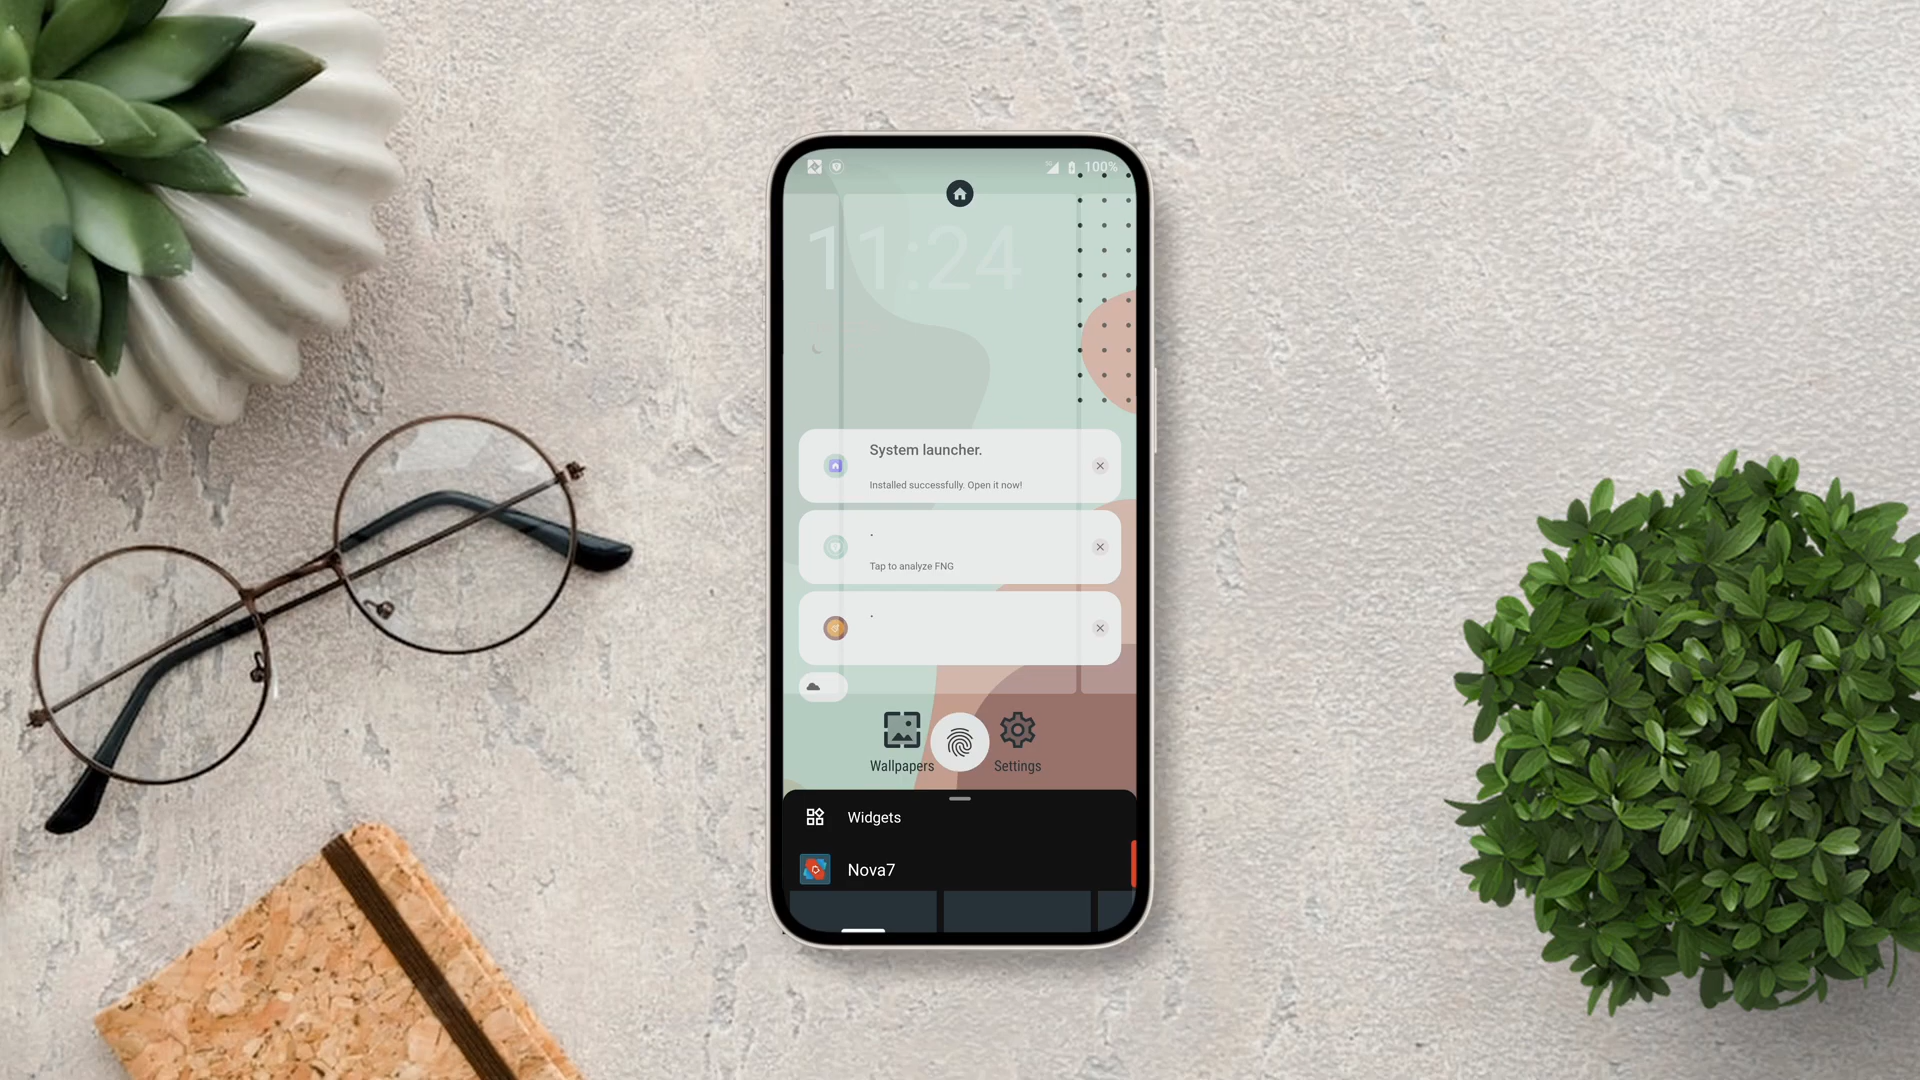 100%
11:24
System launcher.
Installed successfully. Open it now!
.
Tap to analyze FNG
.
Wallpapers
Settings
Widgets
Nova7